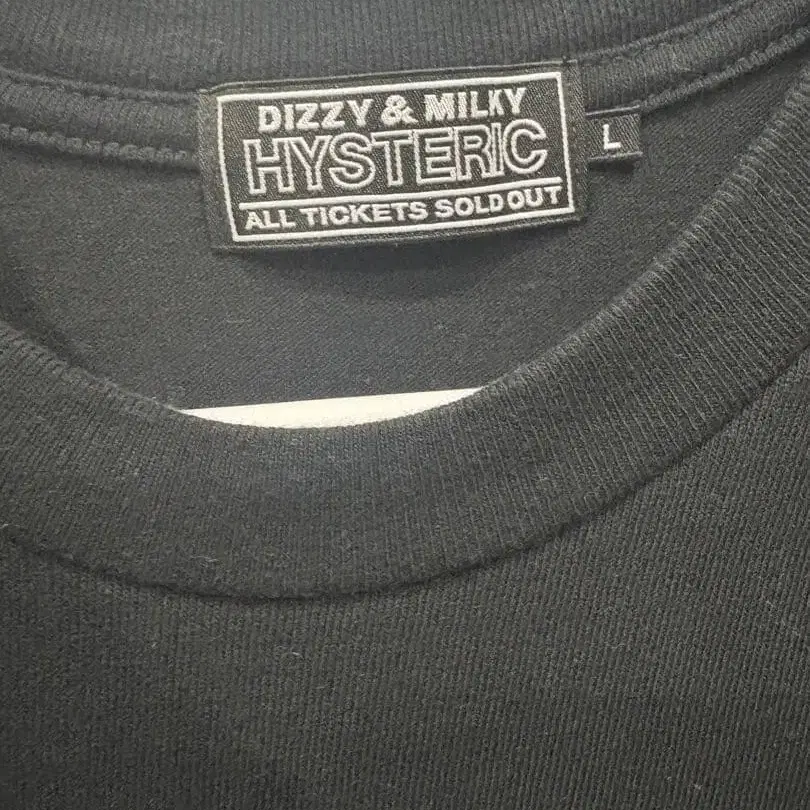 DIZZY & MILKY
HYSTERIC
ALL TICKETS SOLD OUT
L